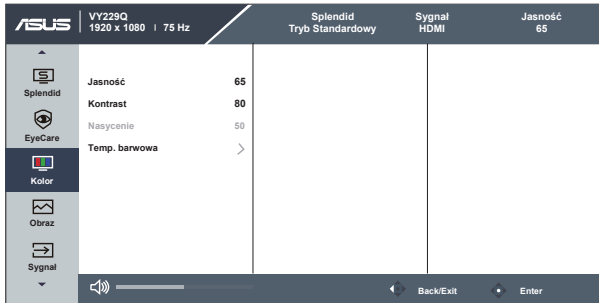 ASUS
VY229Q
1920 x 1080 | 75 Hz
Splendid
Tryb Standardowy
Sygnał
HDMI
Jasność
65
Splendid
EyeCare
Kolor
Obraz
Sygnał
Jasność 65
Kontrast 80
Nasycenie 50
Temp. barwowa
Back/Exit
Enter